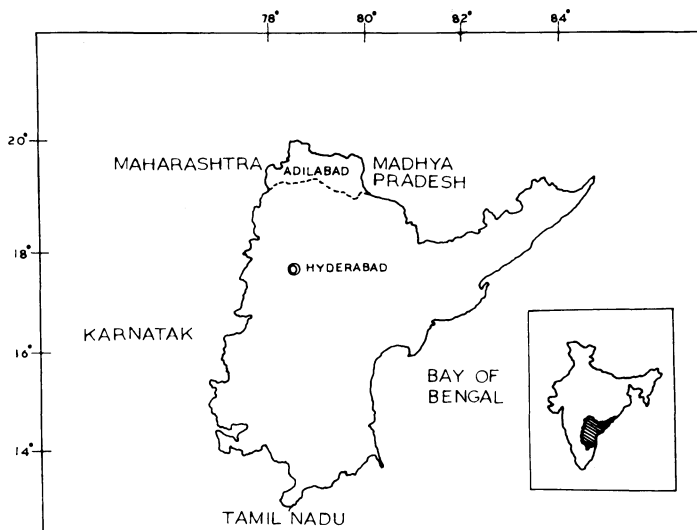 78° 80° 82° 84°
20°
MAHARASHTRA ADILABAD MADHYA
PRADESH
18°
HYDERABAD
KARNATAK
16°
BAY OF
BENGAL
14°
TAMIL NADU